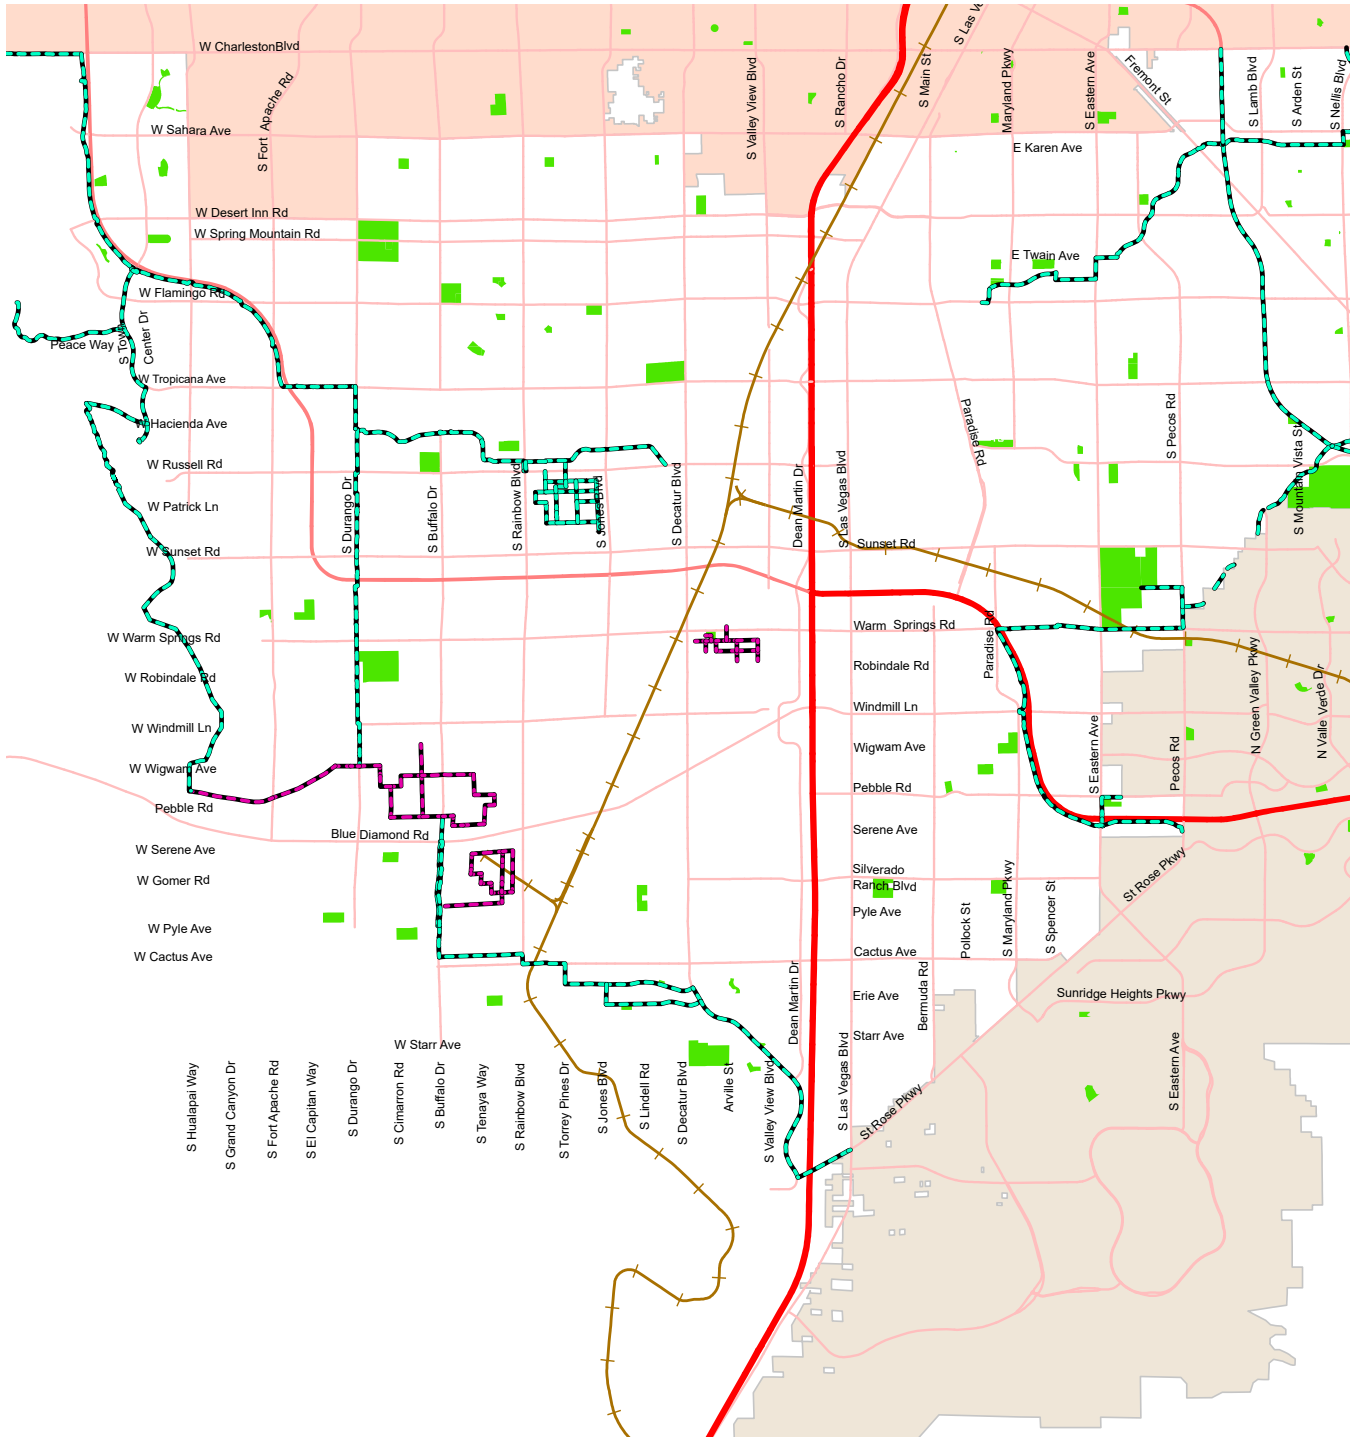 W CharlestonBlvd
S Las Ve
S Fort Apache Rd
S Valley View Blvd
S Rancho Dr
S Main St
Maryland Pkwy
S Eastern Ave
Fremont St
S Lamb Blvd
S Arden St
S Nellis Blvd
W Sahara Ave
E Karen Ave
W Desert Inn Rd
W Spring Mountain Rd
E Twain Ave
W Flamingo Rd
Peace Way
S Town
Center Dr
W Tropicana Ave
W Hacienda Ave
W Russell Rd
W Patrick Ln
W Sunset Rd
S Durango Dr
S Buffalo Dr
S Rainbow Blvd
S Jones Blvd
S Decatur Blvd
Dean Martin Dr
S Las Vegas Blvd
Paradise Rd
S Pecos Rd
S Mountain Vista St
Sunset Rd
W Warm Springs Rd
W Robindale Rd
W Windmill Ln
W Wigwam Ave
Pebble Rd
Blue Diamond Rd
W Serene Ave
W Gomer Rd
W Pyle Ave
W Cactus Ave
Warm Springs Rd
Paradise Rd
Robindale Rd
Windmill Ln
Wigwam Ave
Pebble Rd
Serene Ave
Silverado
Ranch Blvd
Pyle Ave
Cactus Ave
Erie Ave
Starr Ave
S Eastern Ave
Pecos Rd
N Green Valley Pkwy
N Valle Verde Dr
St Rose Pkwy
Pollock St
S Maryland Pkwy
S Spencer St
Bermuda Rd
Dean Martin Dr
Sunridge Heights Pkwy
W Starr Ave
S Hualapai Way
S Grand Canyon Dr
S Fort Apache Rd
S El Capitan Way
S Durango Dr
S Cimarron Rd
S Buffalo Dr
S Tenaya Way
S Rainbow Blvd
S Torrey Pines Dr
S Jones Blvd
S Lindell Rd
S Decatur Blvd
Arville St
S Valley View Blvd
S Las Vegas Blvd
St Rose Pkwy
S Eastern Ave